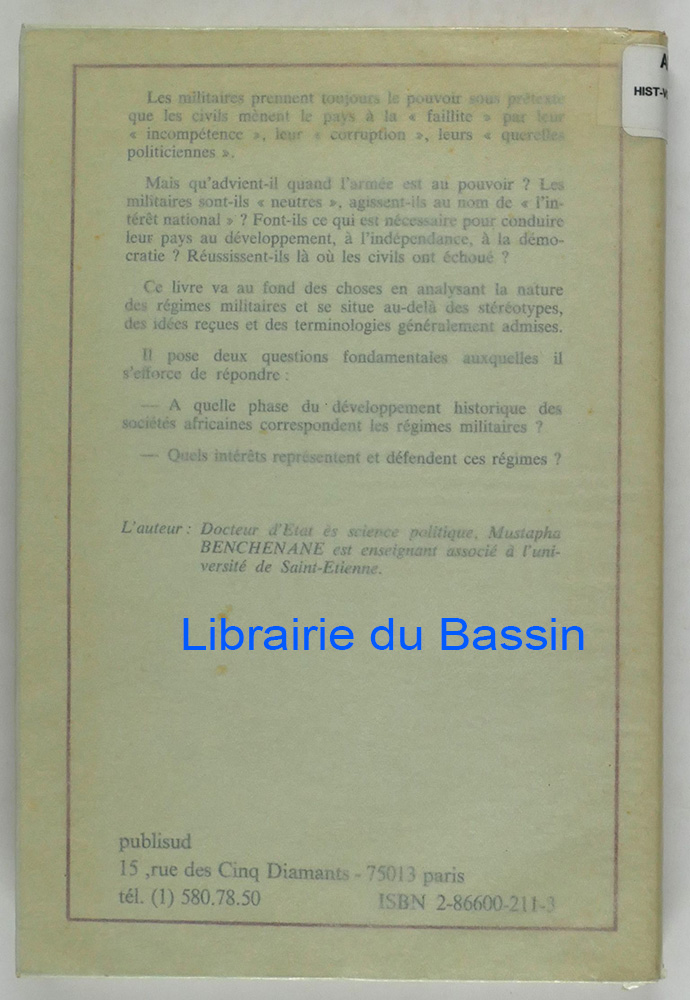 A
HIST-
Les militaires prennent toujours le pouvoir sous prétexte
que les civils mènent le pays à la « faillite » par leur
« incompétence », leur « corruption », leurs « querelles
politiciennes ».
Mais qu'advient-il quand l'armée est au pouvoir ? Les
militaires sont-ils « neutres », agissent-ils au nom de « l'in-
térêt national » ? Font-ils ce qui est nécessaire pour conduire
leur pays au développement, à l'indépendance, à la démo-
cratie ? Réussissent-ils là où les civils ont échoué ?
Ce livre va au fond des choses en analysant la nature
des régimes militaires et se situe au-delà des stéréotypes,
des idées reçues et des terminologies généralement admises.
Il pose deux questions fondamentales auxquelles il
s'efforce de répondre :
— A quelle phase du développement historique des
sociétés africaines correspondent les régimes militaires ?
— Quels intérêts représentent et défendent ces régimes ?
L'auteur : Docteur d'Etat ès science politique, Mustapha
BENCHENANE est enseignant associé à l'uni-
versité de Saint-Etienne.
Librairie du Bassin
publisud
15 ,rue des Cinq Diamants - 75013 paris
tél. (1) 580.78.50 ISBN 2-86600-211-3